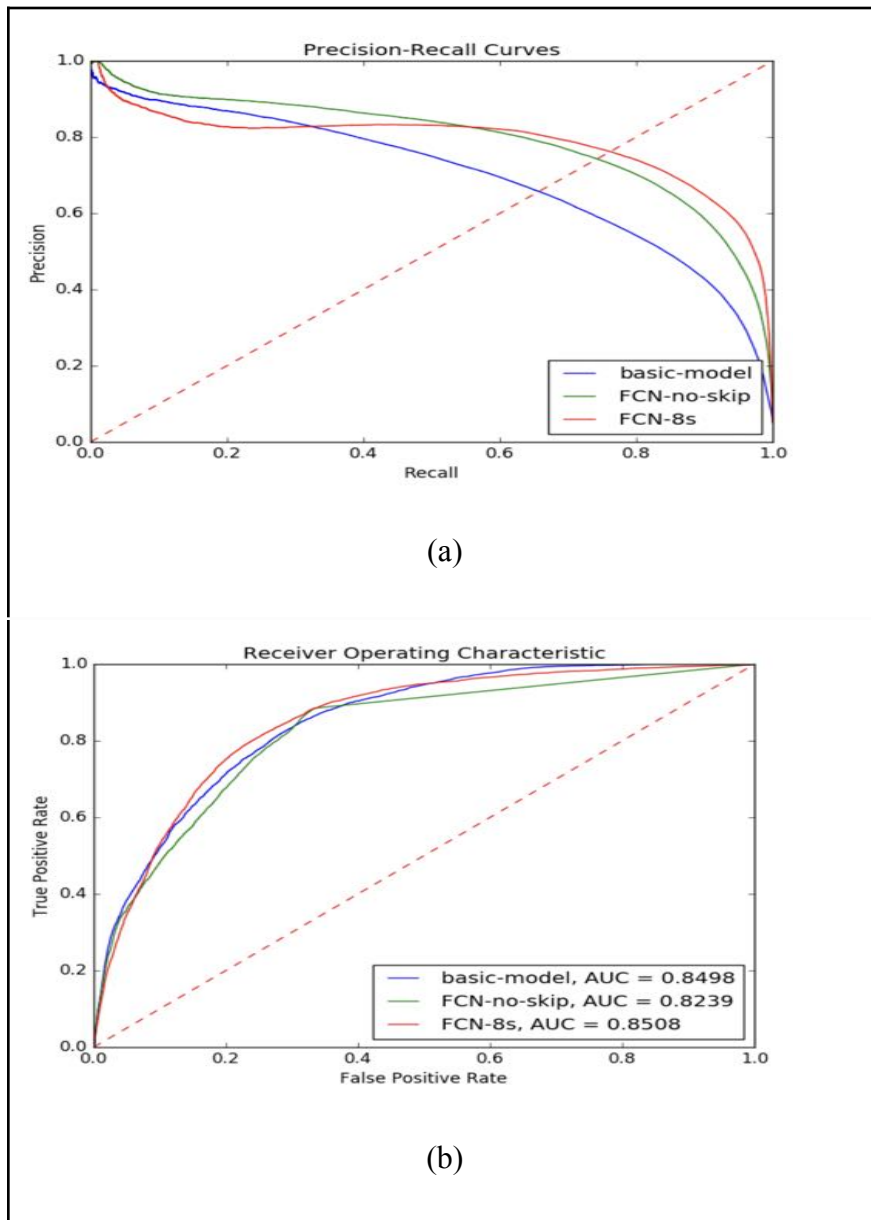 Precision-Recall Curves
1.0
0.8
0.6
0.4
0.2
0.0
Precision
basic-model
FCN-no-skip
FCN-8s
0.0 0.2 0.4 0.6 0.8 1.0
Recall
(a)
Receiver Operating Characteristic
1.0
0.8
0.6
0.4
0.2
0.0
True Positive Rate
basic-model, AUC = 0.8498
FCN-no-skip, AUC = 0.8239
FCN-8s, AUC = 0.8508
0.0 0.2 0.4 0.6 0.8 1.0
False Positive Rate
(b)